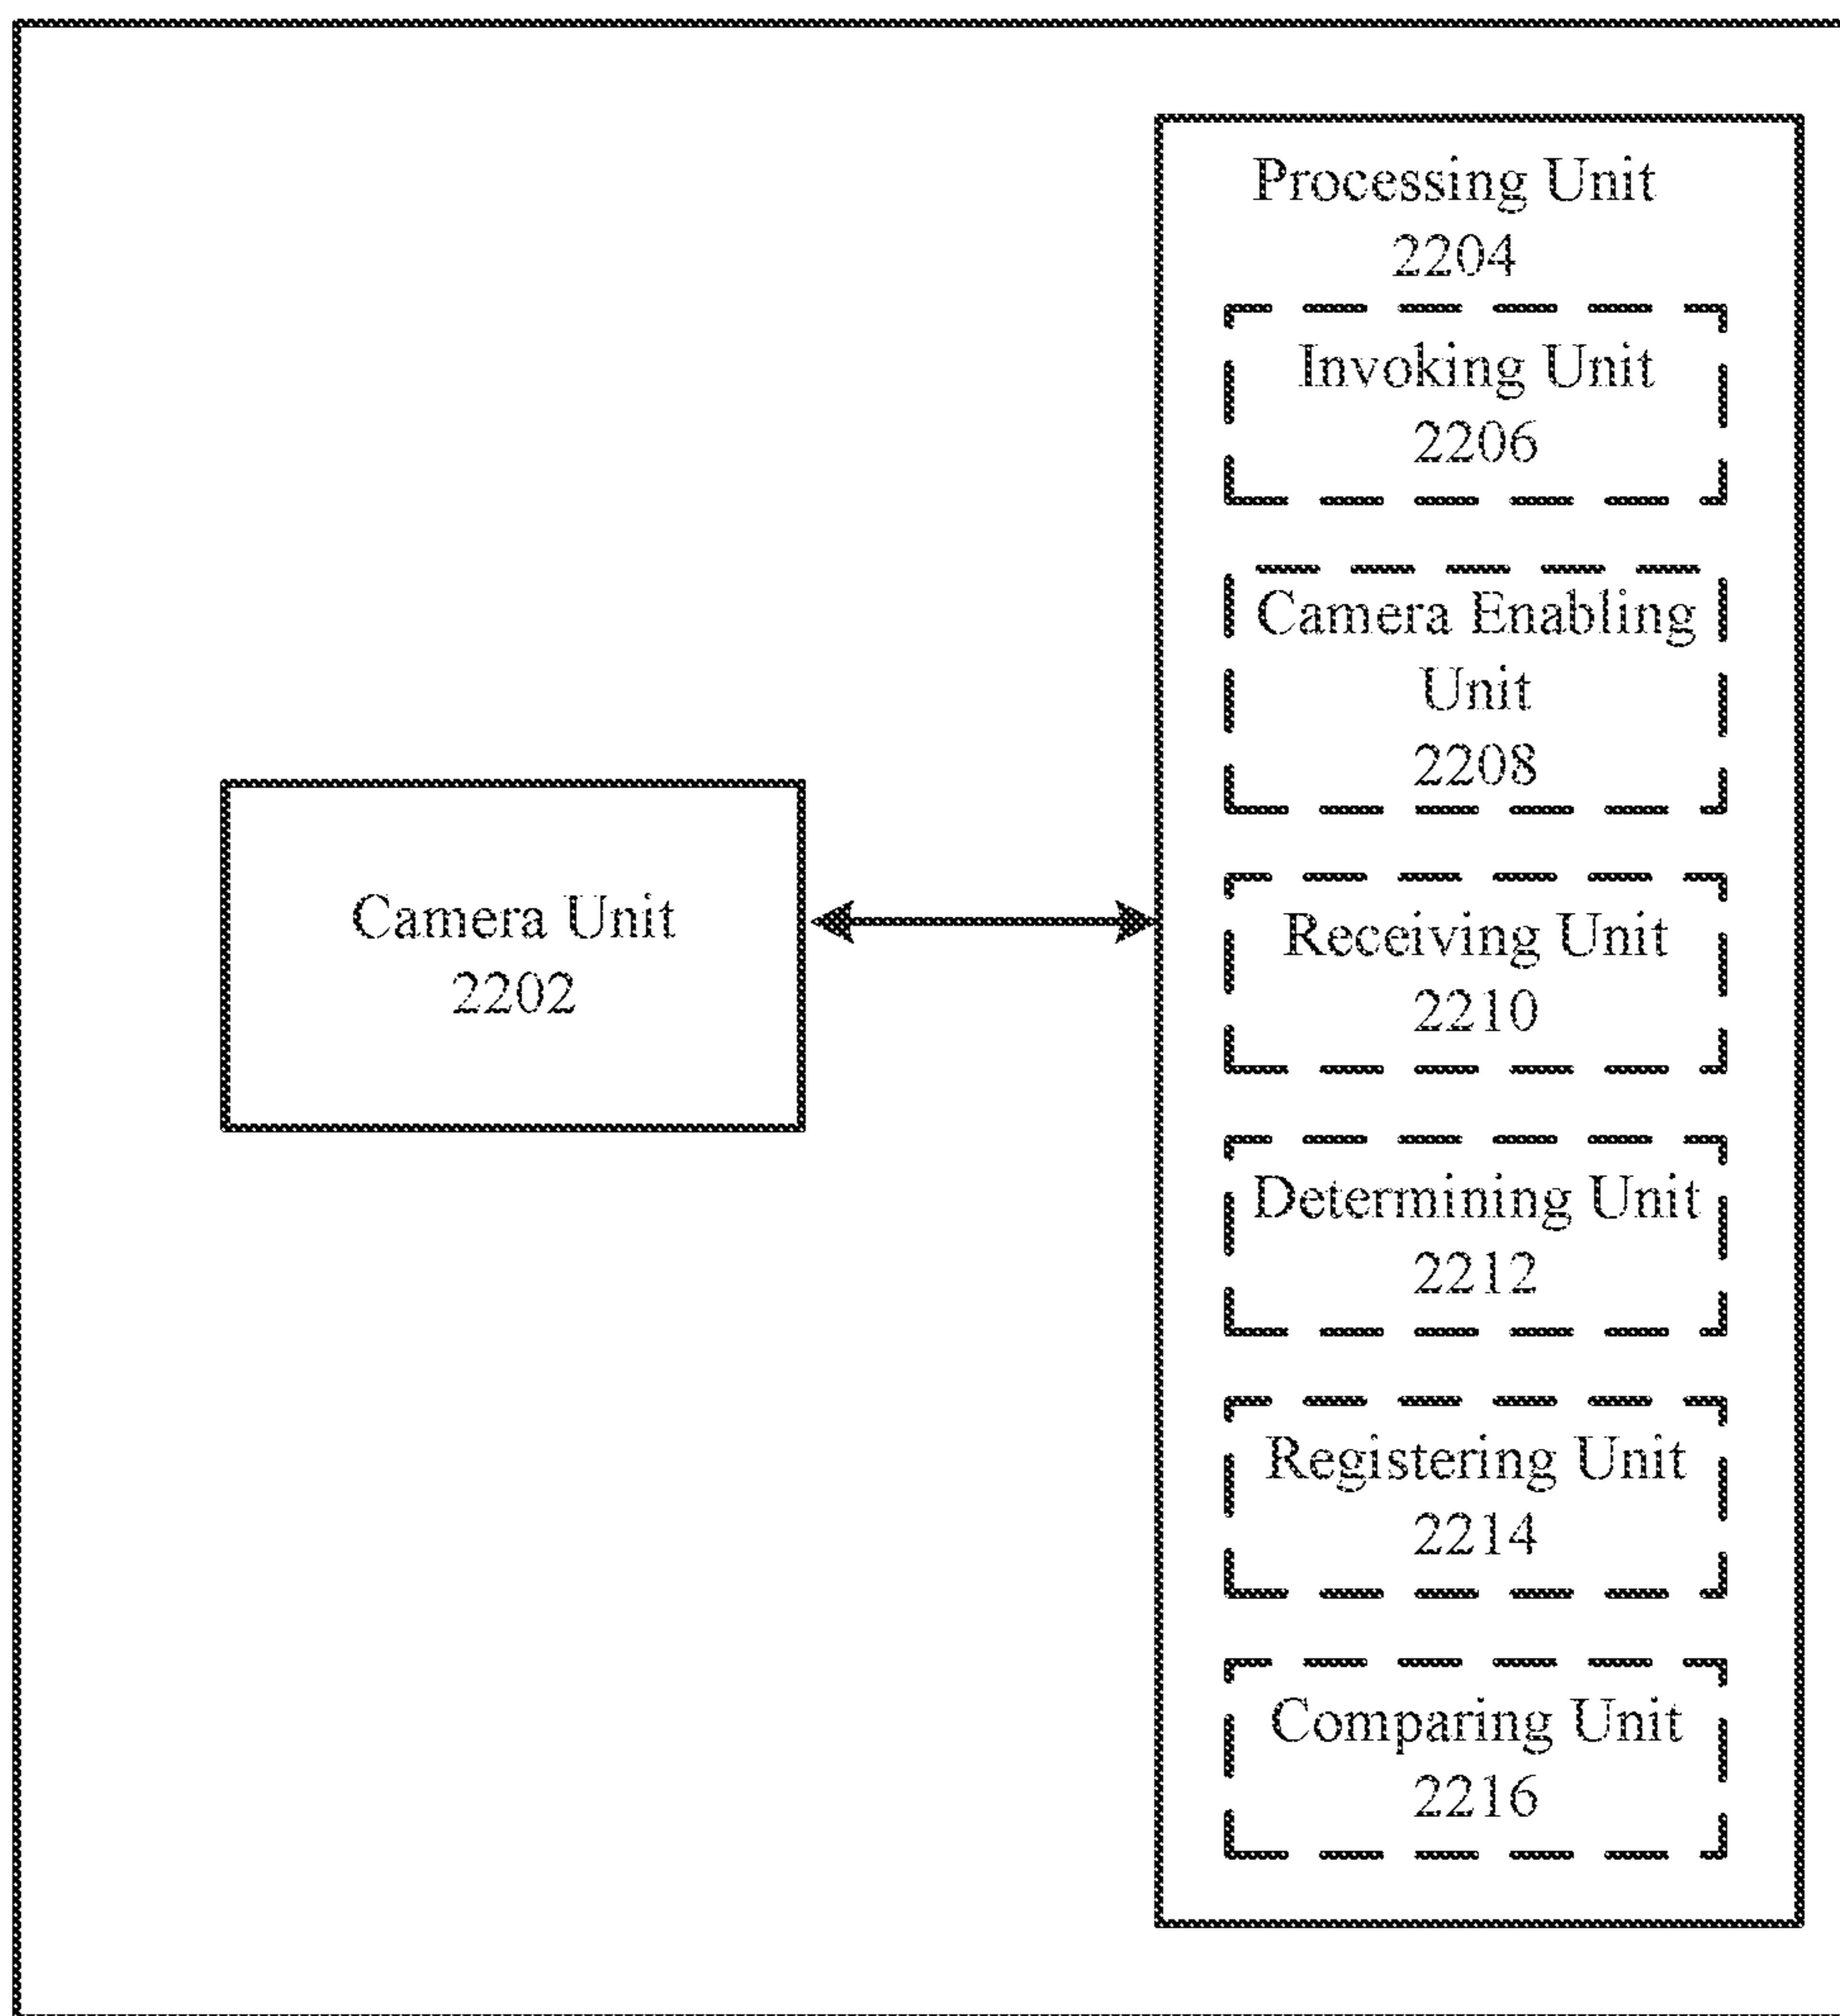 Processing Unit
2204
Invoking Unit
2206
Camera Enabling
Unit
2208
Camera Unit
2202
Receiving Unit
2210
Determining Unit
2212
Registering Unit
2214
Comparing Unit
2216